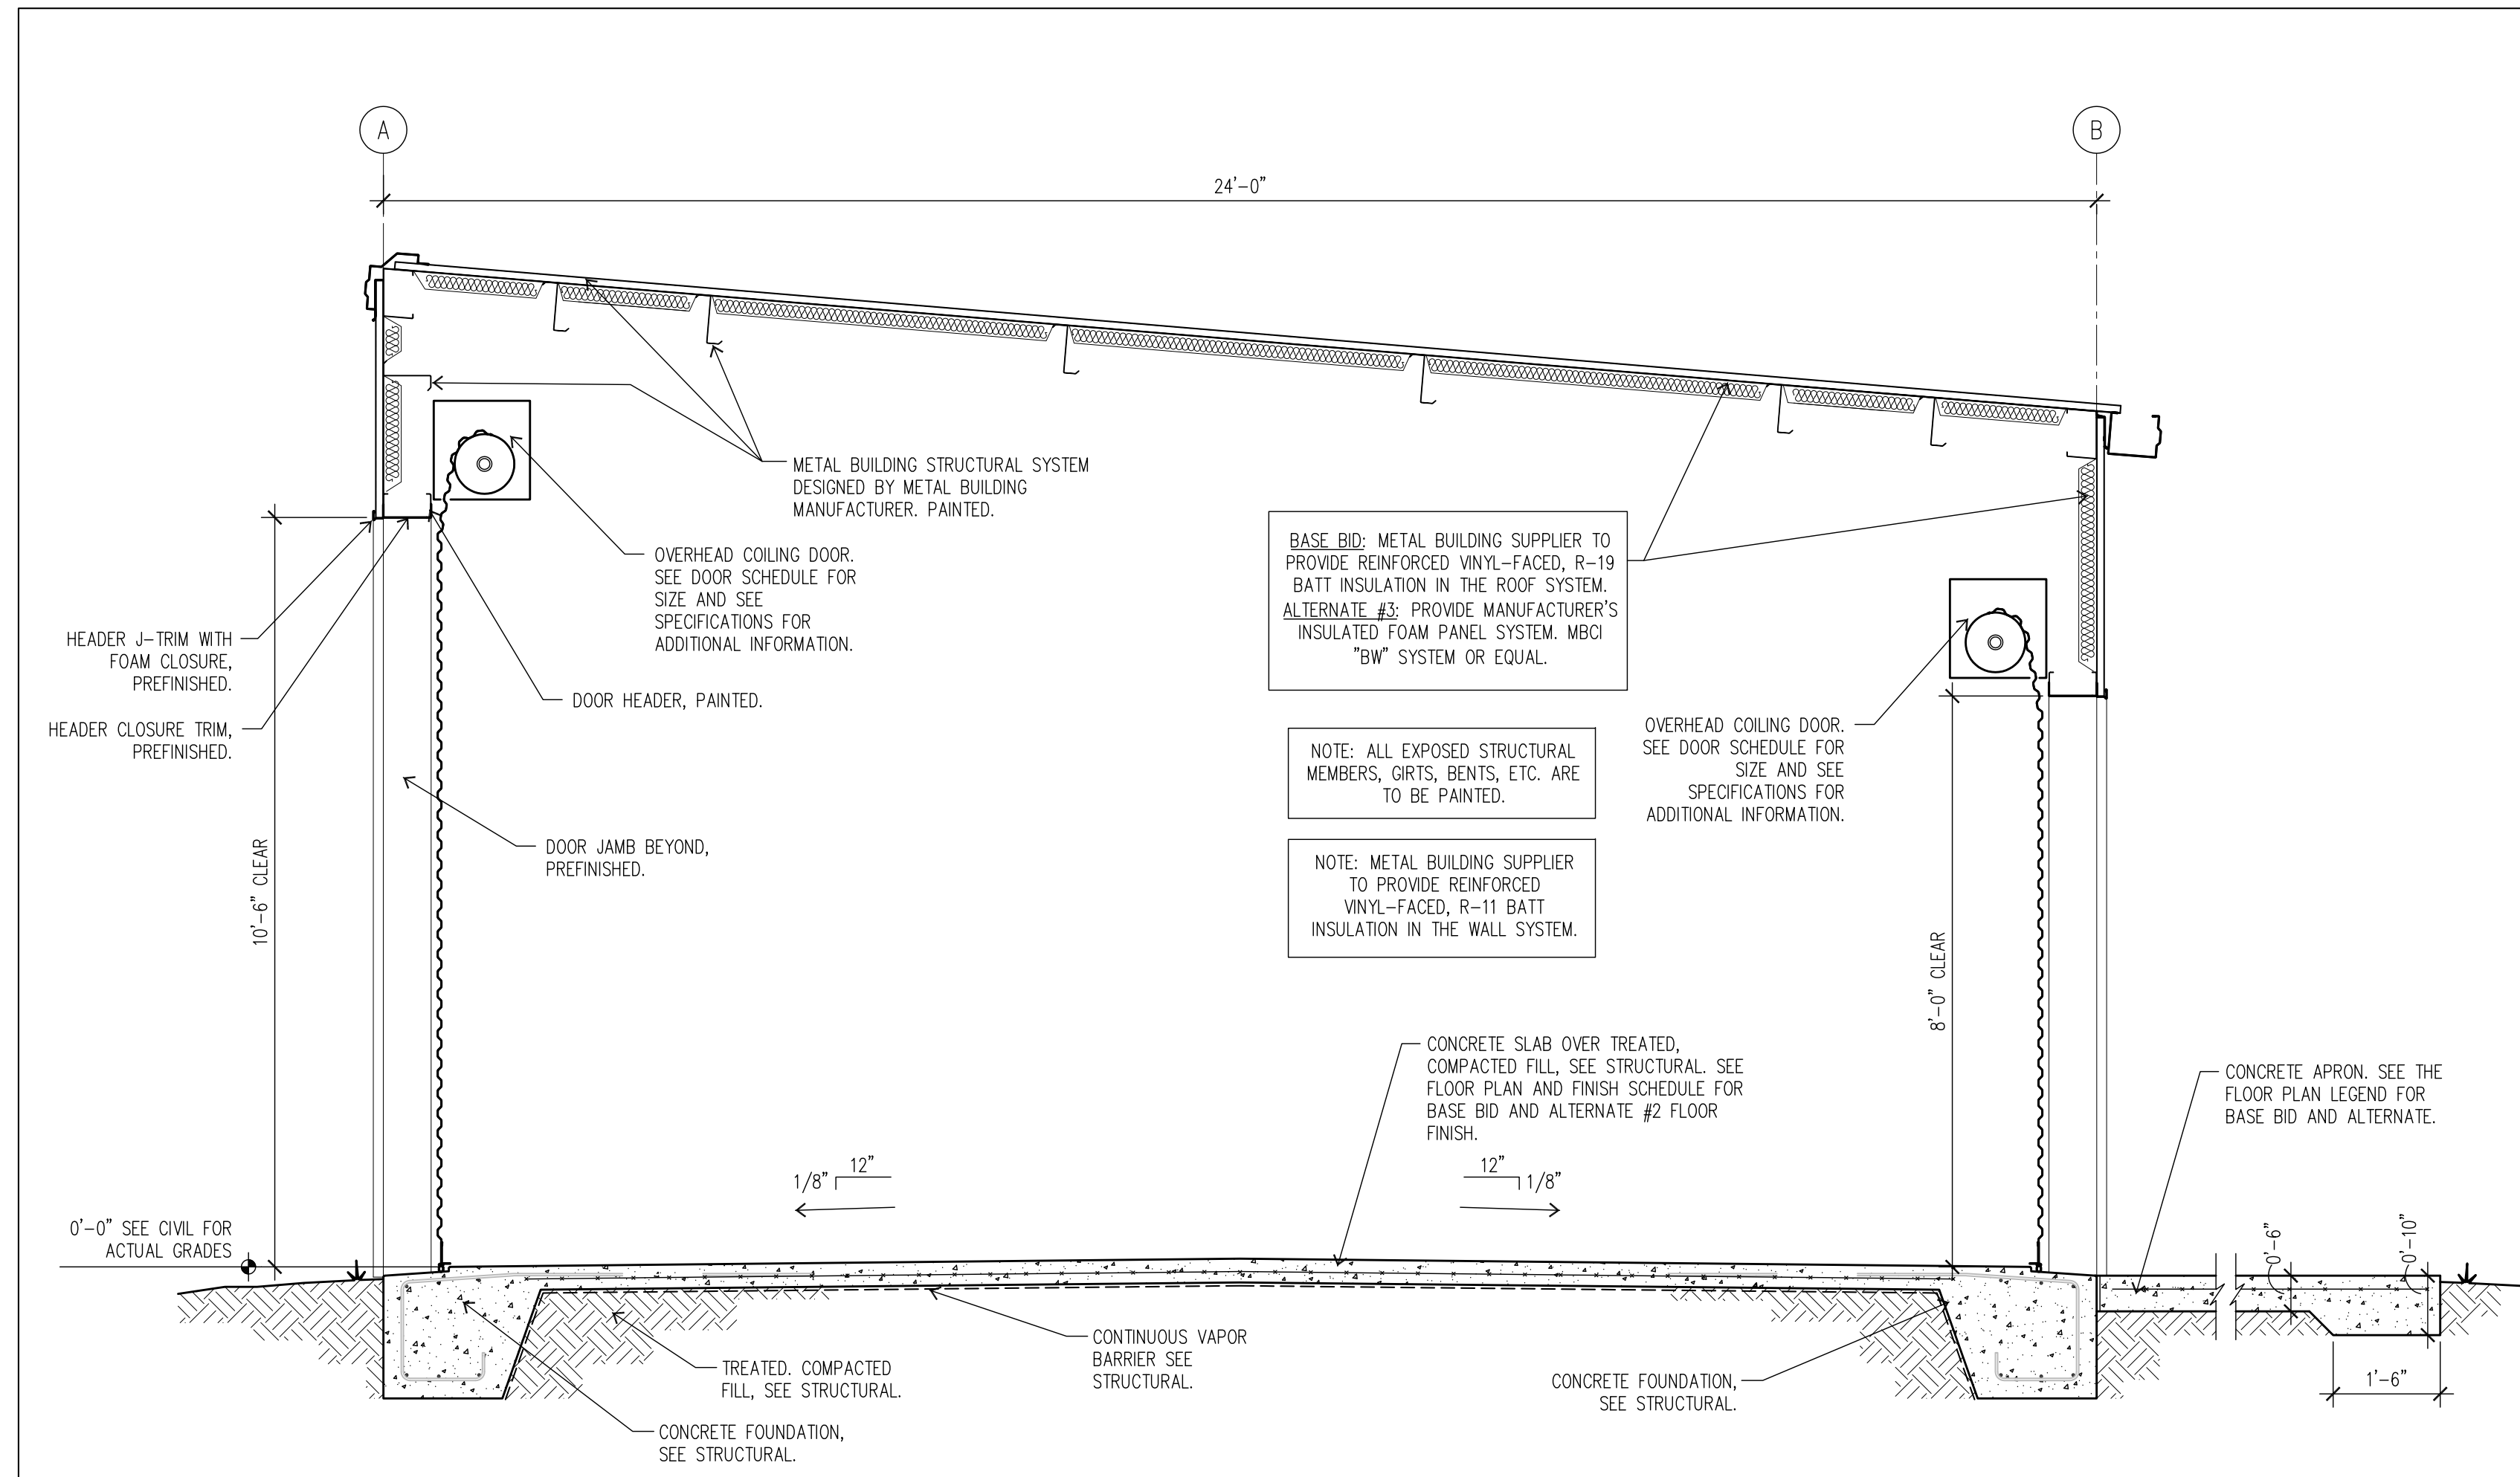 A
B
24'-0"
METAL BUILDING STRUCTURAL SYSTEM
DESIGNED BY METAL BUILDING
MANUFACTURER. PAINTED.
OVERHEAD COILING DOOR.
SEE DOOR SCHEDULE FOR
SIZE AND SEE
SPECIFICATIONS FOR
ADDITIONAL INFORMATION.
BASE BID: METAL BUILDING SUPPLIER TO
PROVIDE REINFORCED VINYL-FACED, R-19
BATT INSULATION IN THE ROOF SYSTEM.
ALTERNATE #3: PROVIDE MANUFACTURER'S
INSULATED FOAM PANEL SYSTEM. MBCI
"BW" SYSTEM OR EQUAL.
HEADER J-TRIM WITH
FOAM CLOSURE,
PREFINISHED.
HEADER CLOSURE TRIM,
PREFINISHED.
DOOR HEADER, PAINTED.
NOTE: ALL EXPOSED STRUCTURAL
MEMBERS, GIRTS, BENTS, ETC. ARE
TO BE PAINTED.
OVERHEAD COILING DOOR.
SEE DOOR SCHEDULE FOR
SIZE AND SEE
SPECIFICATIONS FOR
ADDITIONAL INFORMATION.
DOOR JAMB BEYOND,
PREFINISHED.
10'-6" CLEAR
NOTE: METAL BUILDING SUPPLIER
TO PROVIDE REINFORCED
VINYL-FACED, R-11 BATT
INSULATION IN THE WALL SYSTEM.
8'-0" CLEAR
CONCRETE SLAB OVER TREATED,
COMPACTED FILL, SEE STRUCTURAL. SEE
FLOOR PLAN AND FINISH SCHEDULE FOR
BASE BID AND ALTERNATE #2 FLOOR
FINISH.
CONCRETE APRON. SEE THE
FLOOR PLAN LEGEND FOR
BASE BID AND ALTERNATE.
12"
1/8"
12"
1/8"
0'-0" SEE CIVIL FOR
ACTUAL GRADES
0'-6"
0'-10"
CONTINUOUS VAPOR
BARRIER SEE
STRUCTURAL.
TREATED. COMPACTED
FILL, SEE STRUCTURAL.
CONCRETE FOUNDATION,
SEE STRUCTURAL.
1'-6"
CONCRETE FOUNDATION,
SEE STRUCTURAL.